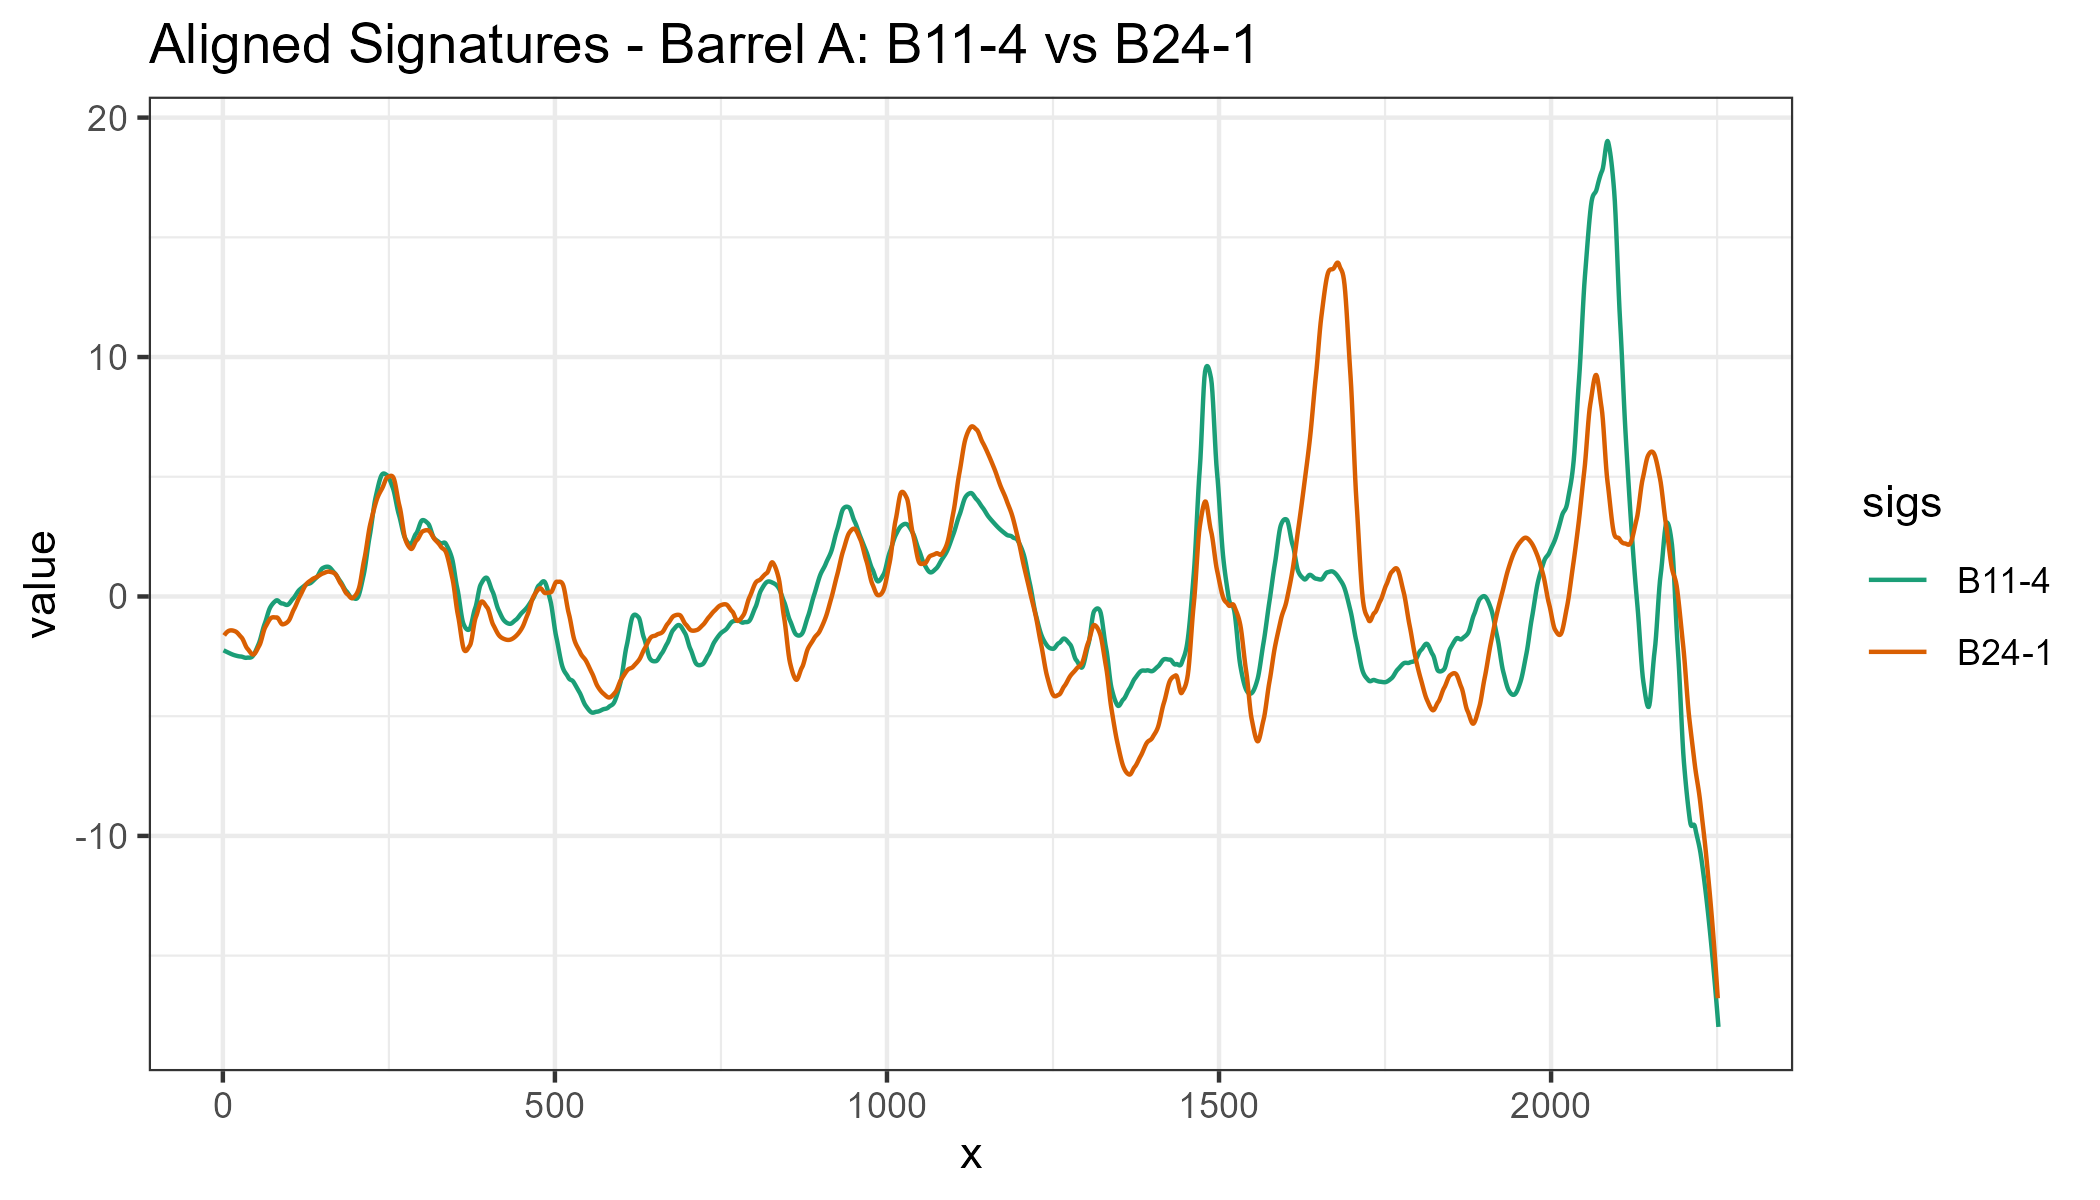 Aligned Signatures - Barrel A: B11-4 vs B24-1
20
10
0
-10
value
0 500 1000 1500 2000
x
sigs
B11-4
B24-1